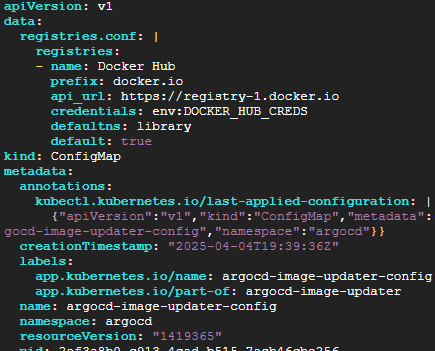 apiVersion: v1
data:
  registries.conf: |
    registries:
    - name: Docker Hub
      prefix: docker.io
      api_url: https://registry-1.docker.io
      credentials: env:DOCKER_HUB_CREDS
      defaultns: library
      default: true
kind: ConfigMap
metadata:
  annotations:
    kubectl.kubernetes.io/last-applied-configuration: |
      {"apiVersion":"v1","kind":"ConfigMap","metadata":
gocd-image-updater-config","namespace":"argocd"}}
  creationTimestamp: "2025-04-04T19:39:36Z"
  labels:
    app.kubernetes.io/name: argocd-image-updater-config
    app.kubernetes.io/part-of: argocd-image-updater
  name: argocd-image-updater-config
  namespace: argocd
  resourceVersion: "1419365"